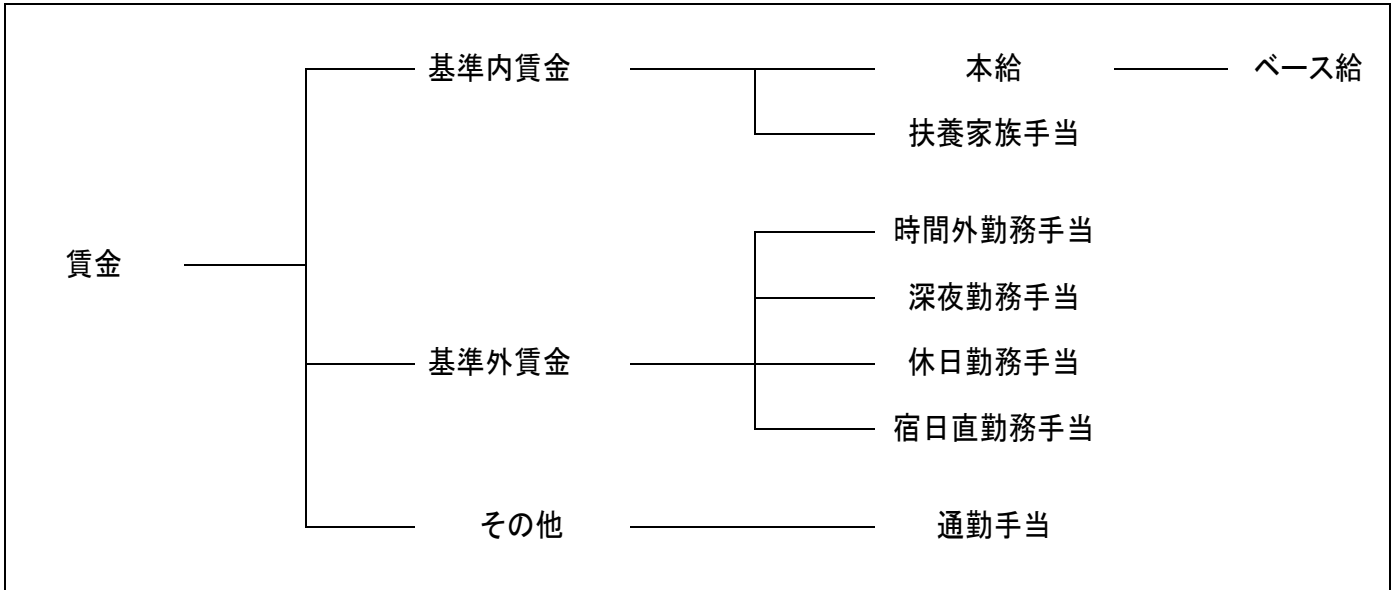 基準内賃金 本給 ベース給
扶養家族手当
時間外勤務手当
賃金
深夜勤務手当
基準外賃金 休日勤務手当
宿日直勤務手当
その他 通勤手当